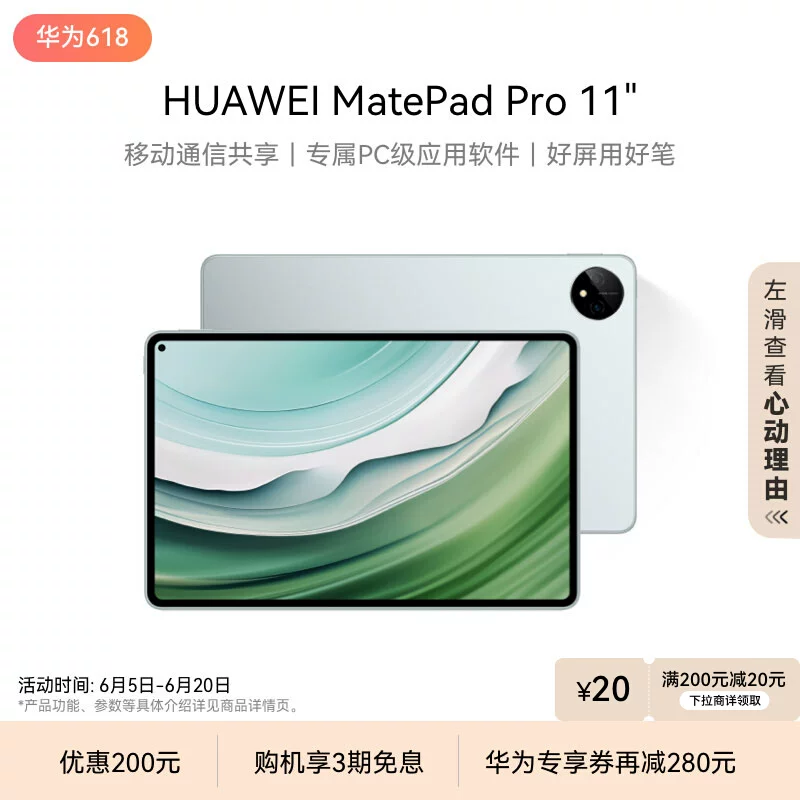 华为618
HUAWEI MatePad Pro 11"
移动通信共享丨专属PC级应用软件丨好屏用好笔
左滑查看心动理由
活动时间: 6月5日-6月20日
*产品功能、参数等具体介绍详见商品详情页。
¥20
满200元减20元
下拉商详领取
优惠200元
购机享3期免息
华为专享券再减280元